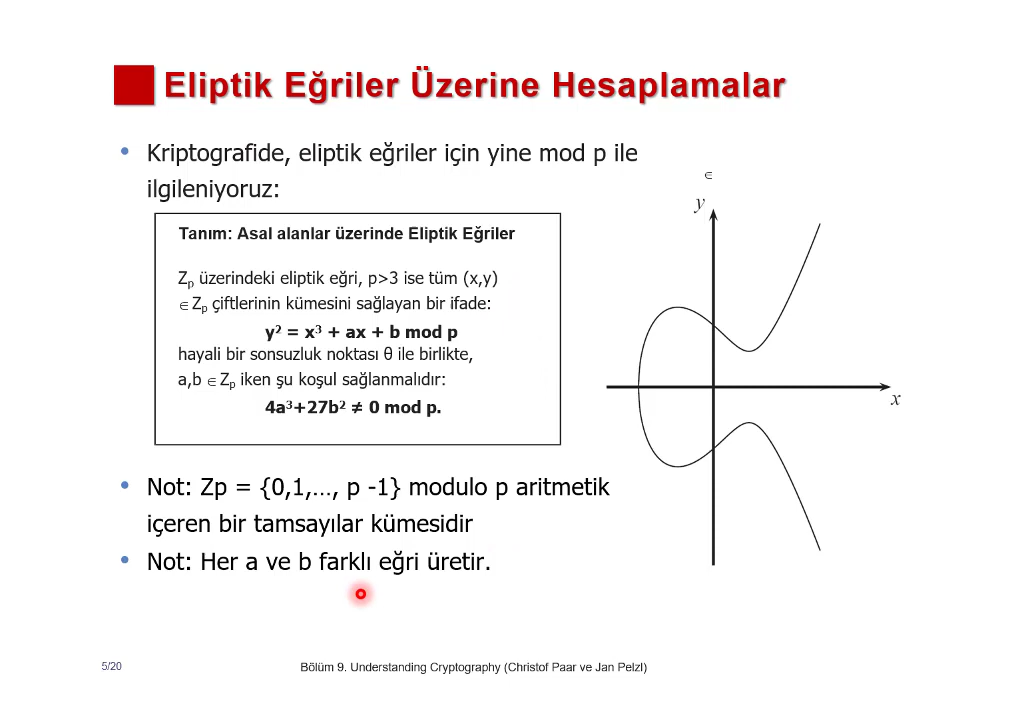 Eliptik Eğriler Üzerine Hesaplamalar
• Kriptografide, eliptik eğriler için yine mod p ile
ilgileniyoruz:
∈
y
Tanım: Asal alanlar üzerinde Eliptik Eğriler
Zp üzerindeki eliptik eğri, p>3 ise tüm (x,y)
∈ Zp çiftlerinin kümesini sağlayan bir ifade:
y² = x³ + ax + b mod p
hayali bir sonsuzluk noktası θ ile birlikte,
a,b ∈ Zp iken şu koşul sağlanmalıdır:
4a³+27b² ≠ 0 mod p.
x
• Not: Zp = {0,1,…, p -1} modulo p aritmetik
içeren bir tamsayılar kümesidir
• Not: Her a ve b farklı eğri üretir.
5/20
Bölüm 9. Understanding Cryptography (Christof Paar ve Jan Pelzl)